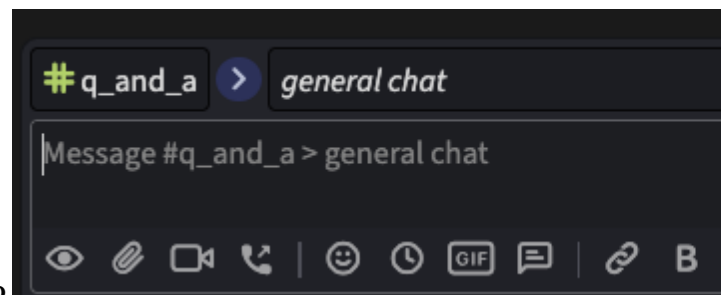 # q_and_a > general chat
Message #q_and_a > general chat
GIF B